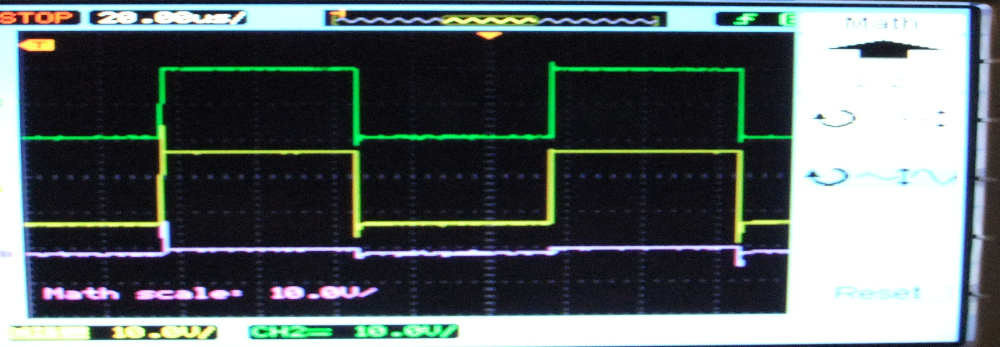 STOP 20.00us/
Math
T
Math scale: 10.0V/
Reset
10.0V/ CH2= 10.0V/